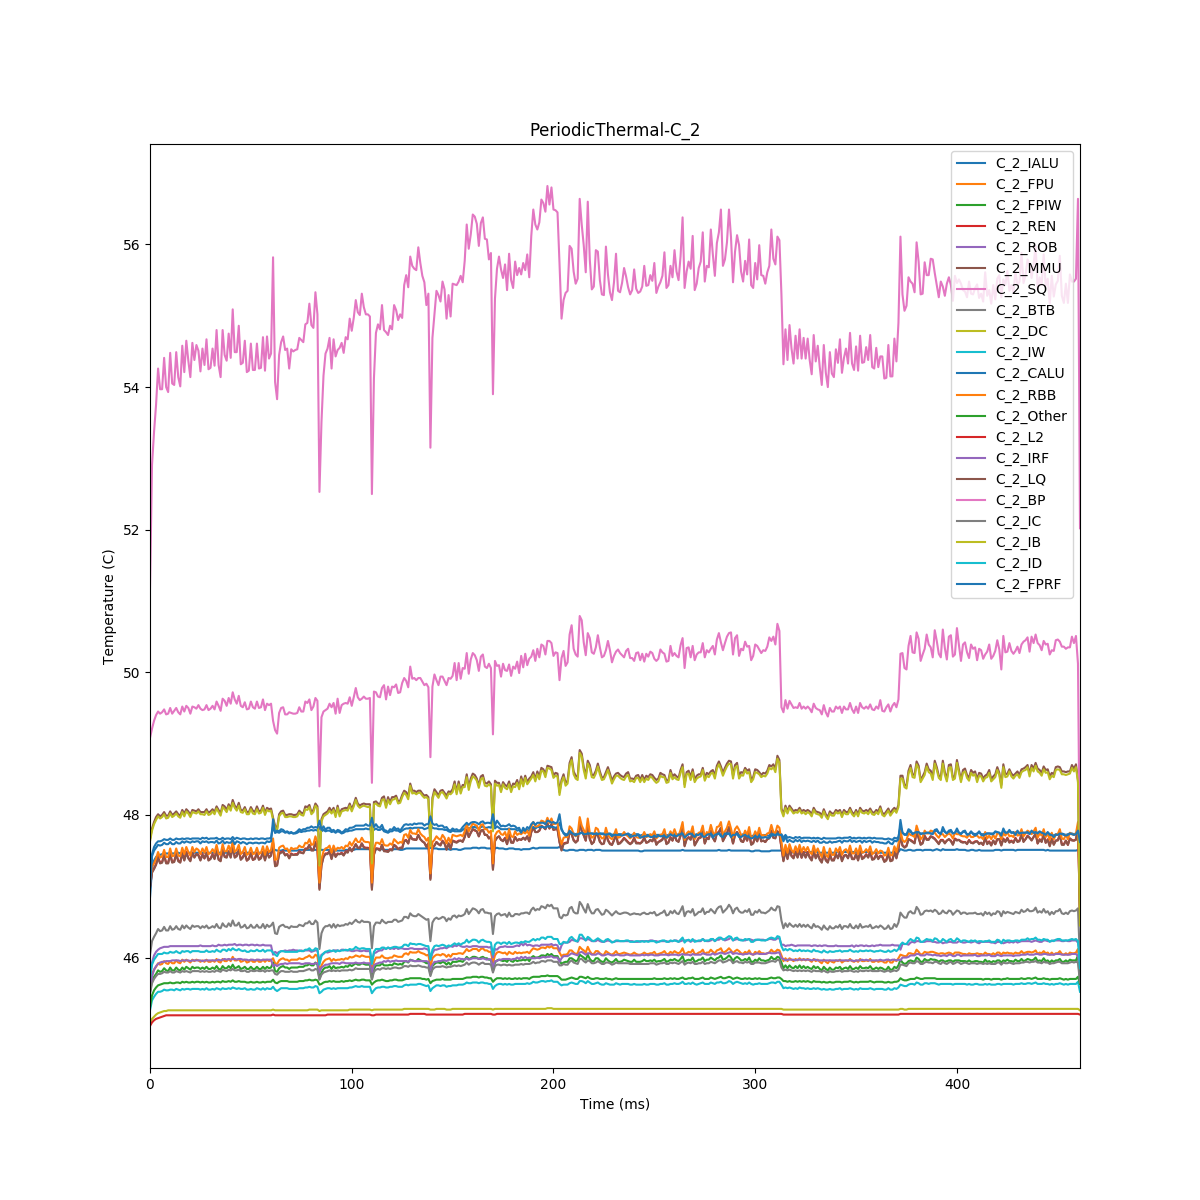 PeriodicThermal-C_2
C_2_IALU
C_2_FPU
C_2_FPIW
C_2_REN
C_2_ROB
C_2_MMU
C_2_SQ
C_2_BTB
C_2_DC
C_2_IW
C_2_CALU
C_2_RBB
C_2_Other
C_2_L2
C_2_IRF
C_2_LQ
C_2_BP
C_2_IC
C_2_IB
C_2_ID
C_2_FPRF
56
54
52
50
48
46
Temperature (C)
0 100 200 300 400
Time (ms)